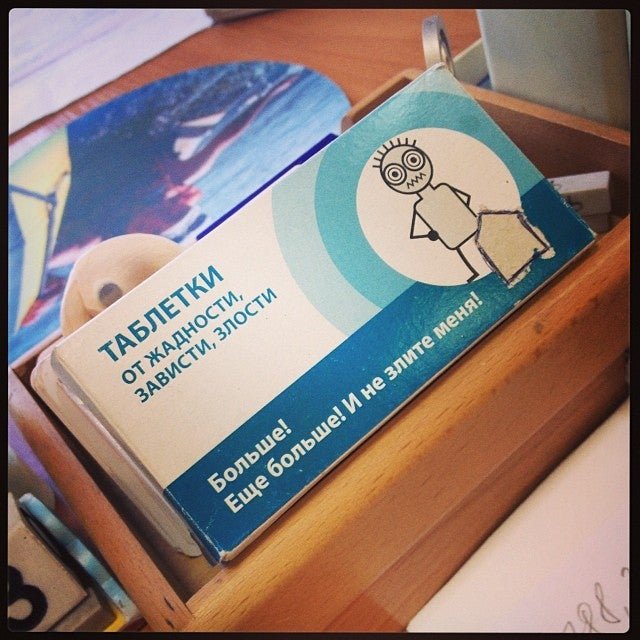 ТАБЛЕТКИ
ОТ ЖАДНОСТИ,
ЗАВИСТИ, ЗЛОСТИ
Больше!
Еще больше! И не злите меня!